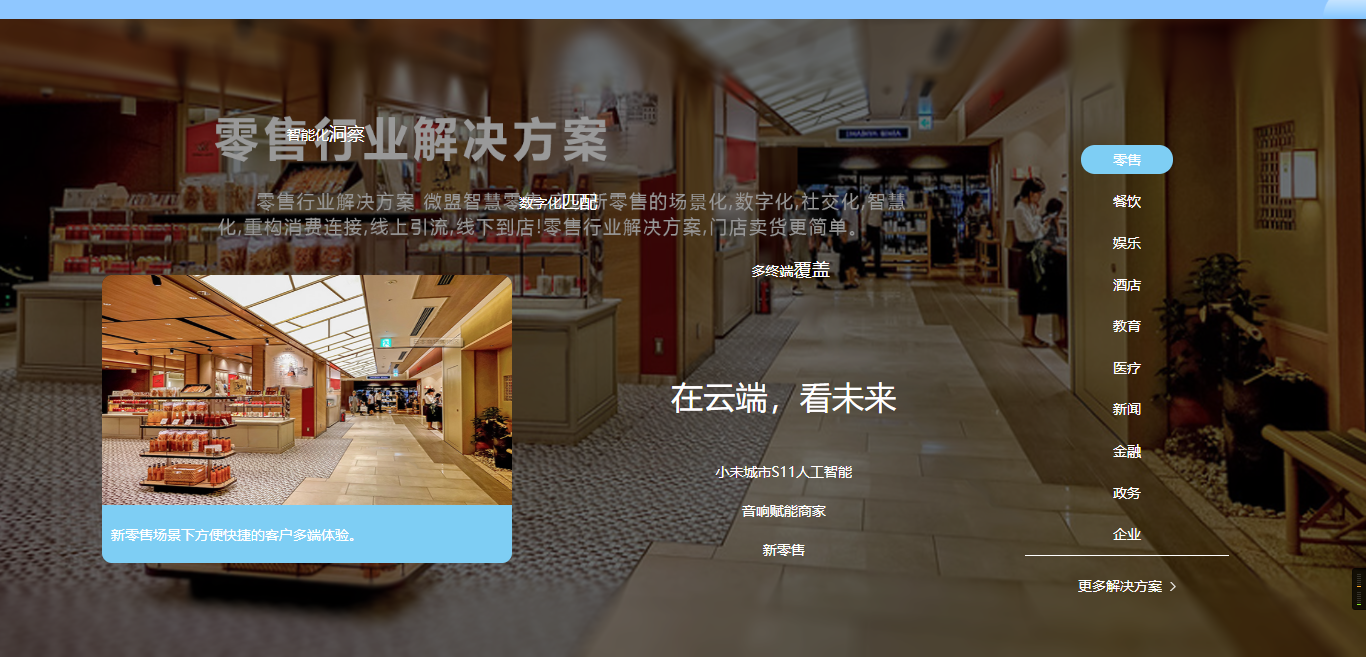 零售行业解决方案
智能化洞察
零售行业解决方案 微盟智慧零 新零售的场景化,数字化,社交化,智慧
数字化匹配
化,重构消费连接,线上引流,线下到店!零售行业解决方案,门店卖货更简单。
多终端覆盖
新零售场景下方便快捷的客户多端体验。
在云端，看未来
小未城市S11人工智能
音响赋能商家
新零售
零售
餐饮
娱乐
酒店
教育
医疗
新闻
金融
政务
企业
更多解决方案 >